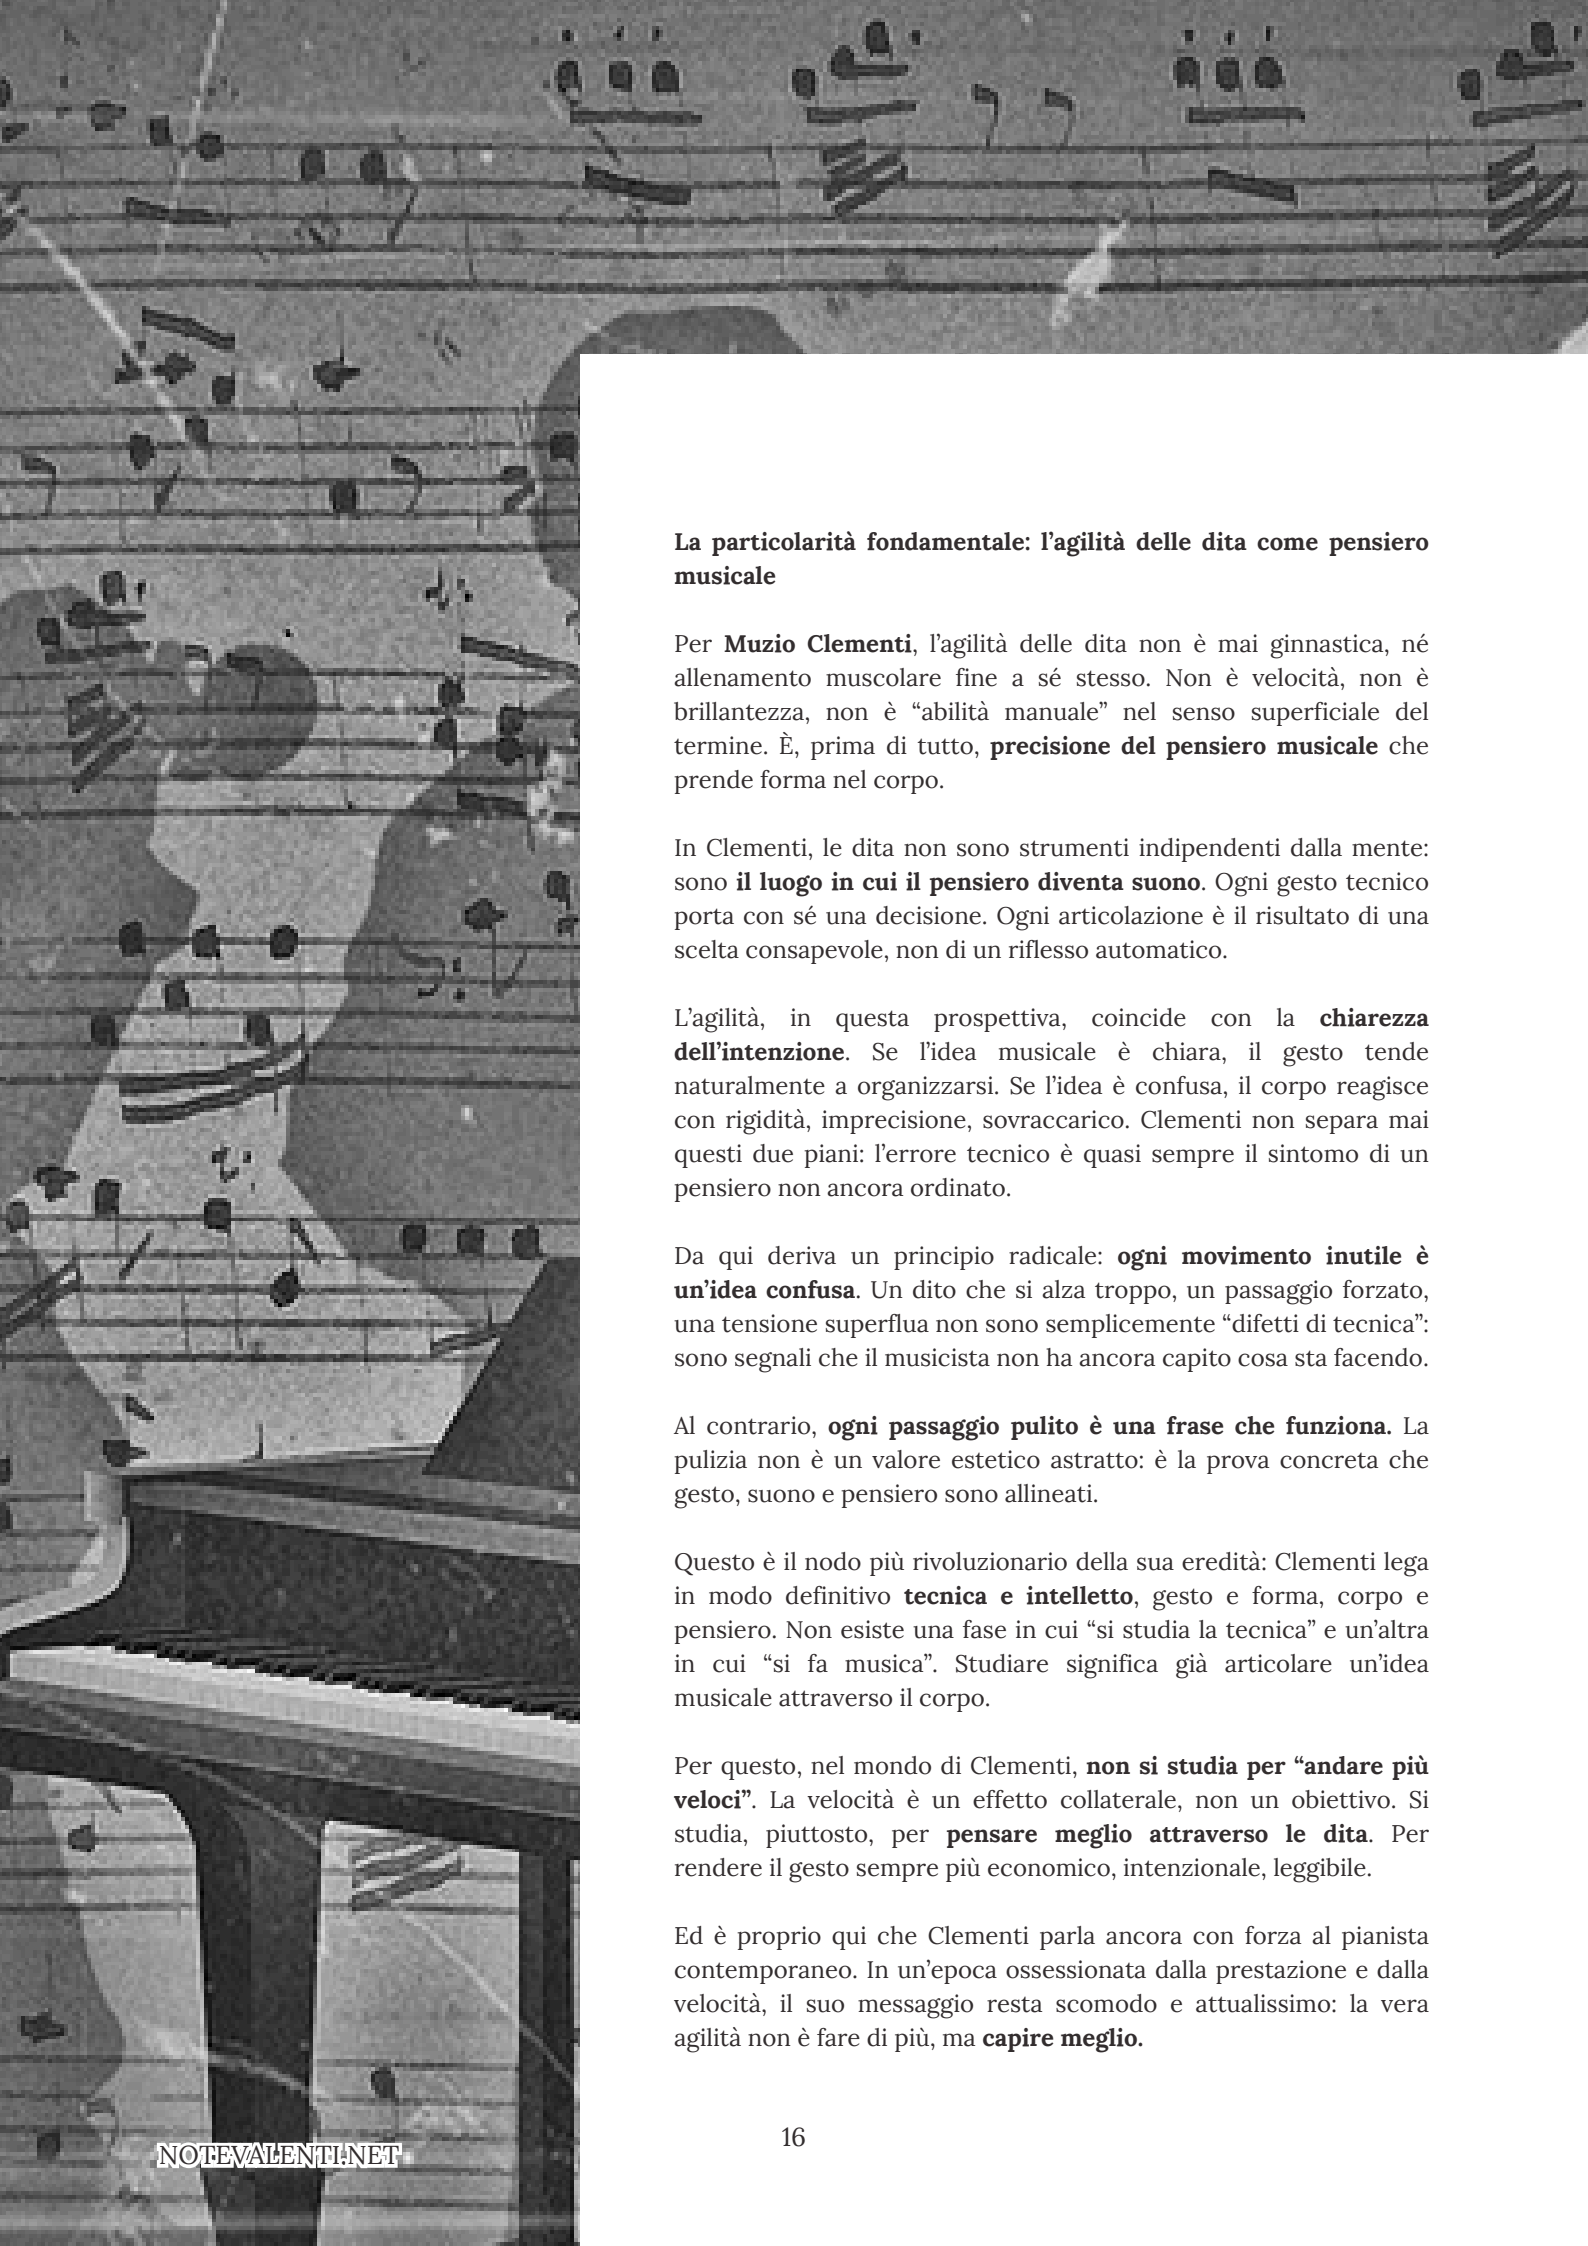 La particolarità fondamentale: l’agilità delle dita come pensiero
musicale
Per Muzio Clementi, l’agilità delle dita non è mai ginnastica, né
allenamento muscolare fine a sé stesso. Non è velocità, non è
brillantezza, non è “abilità manuale” nel senso superficiale del
termine. È, prima di tutto, precisione del pensiero musicale che
prende forma nel corpo.
In Clementi, le dita non sono strumenti indipendenti dalla mente:
sono il luogo in cui il pensiero diventa suono. Ogni gesto tecnico
porta con sé una decisione. Ogni articolazione è il risultato di una
scelta consapevole, non di un riflesso automatico.
L’agilità, in questa prospettiva, coincide con la chiarezza
dell’intenzione. Se l’idea musicale è chiara, il gesto tende
naturalmente a organizzarsi. Se l’idea è confusa, il corpo reagisce
con rigidità, imprecisione, sovraccarico. Clementi non separa mai
questi due piani: l’errore tecnico è quasi sempre il sintomo di un
pensiero non ancora ordinato.
Da qui deriva un principio radicale: ogni movimento inutile è
un’idea confusa. Un dito che si alza troppo, un passaggio forzato,
una tensione superflua non sono semplicemente “difetti di tecnica”:
sono segnali che il musicista non ha ancora capito cosa sta facendo.
Al contrario, ogni passaggio pulito è una frase che funziona. La
pulizia non è un valore estetico astratto: è la prova concreta che
gesto, suono e pensiero sono allineati.
Questo è il nodo più rivoluzionario della sua eredità: Clementi lega
in modo definitivo tecnica e intelletto, gesto e forma, corpo e
pensiero. Non esiste una fase in cui “si studia la tecnica” e un’altra
in cui “si fa musica”. Studiare significa già articolare un’idea
musicale attraverso il corpo.
Per questo, nel mondo di Clementi, non si studia per “andare più
veloci”. La velocità è un effetto collaterale, non un obiettivo. Si
studia, piuttosto, per pensare meglio attraverso le dita. Per
rendere il gesto sempre più economico, intenzionale, leggibile.
Ed è proprio qui che Clementi parla ancora con forza al pianista
contemporaneo. In un’epoca ossessionata dalla prestazione e dalla
velocità, il suo messaggio resta scomodo e attualissimo: la vera
agilità non è fare di più, ma capire meglio.
16
NOTEVALENTI.NET